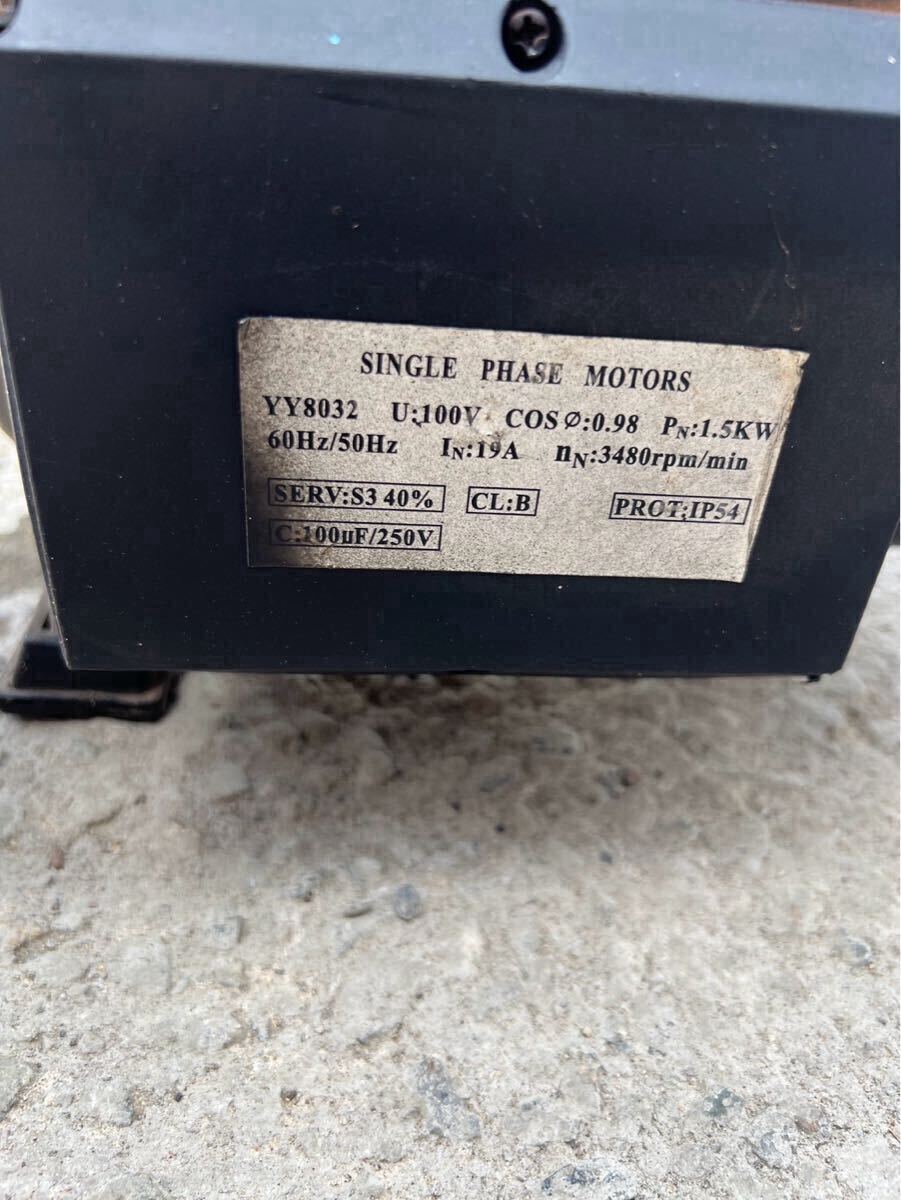 SINGLE PHASE MOTORS
YY8032 U:100V COSØ:0.98 PN:1.5KW
60Hz/50Hz IN:19A nN:3480rpm/min
SERV:S3 40% CL:B PROT:IP54
C:100uF/250V